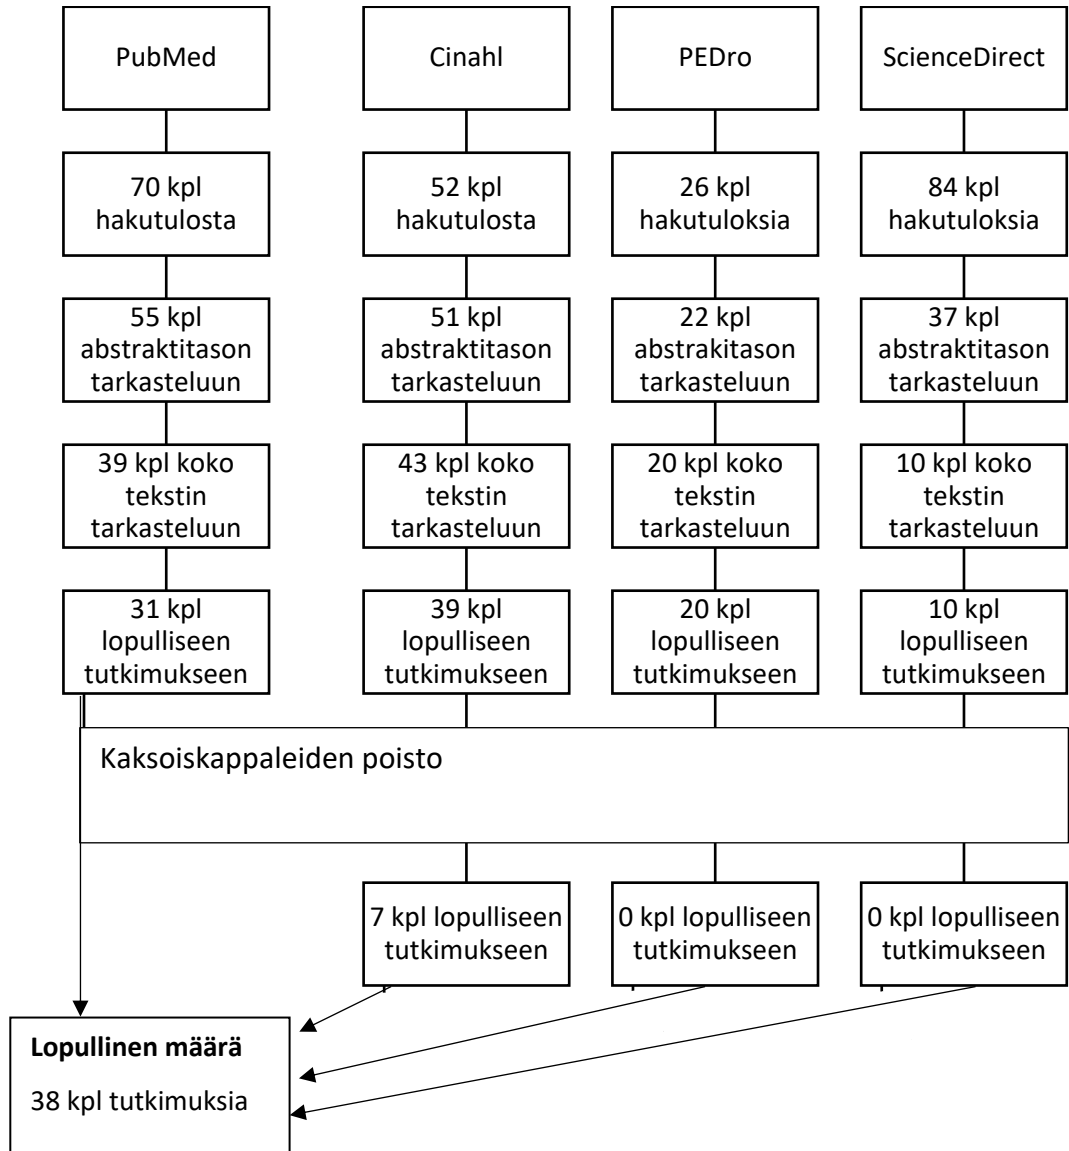 PubMed
Cinahl
PEDro
ScienceDirect
70 kpl
hakutulosta
52 kpl
hakutulosta
26 kpl
hakutuloksia
84 kpl
hakutuloksia
55 kpl
abstraktitason
tarkasteluun
51 kpl
abstraktitason
tarkasteluun
22 kpl
abstrakitason
tarkasteluun
37 kpl
abstraktitason
tarkasteluun
39 kpl koko
tekstin
tarkasteluun
43 kpl koko
tekstin
tarkasteluun
20 kpl koko
tekstin
tarkasteluun
10 kpl koko
tekstin
tarkasteluun
31 kpl
lopulliseen
tutkimukseen
39 kpl
lopulliseen
tutkimukseen
20 kpl
lopulliseen
tutkimukseen
10 kpl
lopulliseen
tutkimukseen
Kaksoiskappaleiden poisto
7 kpl lopulliseen
tutkimukseen
0 kpl lopulliseen
tutkimukseen
0 kpl lopulliseen
tutkimukseen
Lopullinen määrä
38 kpl tutkimuksia